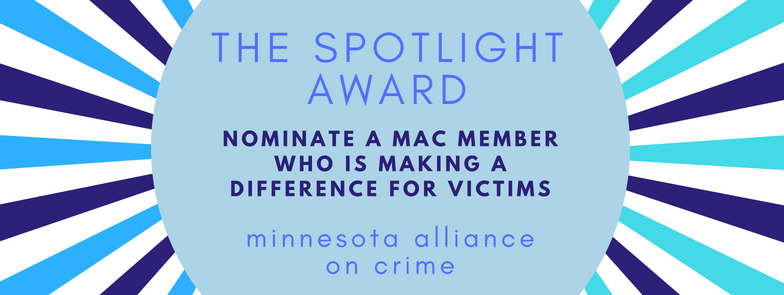 THE SPOTLIGHT
AWARD
NOMINATE A MAC MEMBER
WHO IS MAKING A
DIFFERENCE FOR VICTIMS
minnesota alliance
on crime